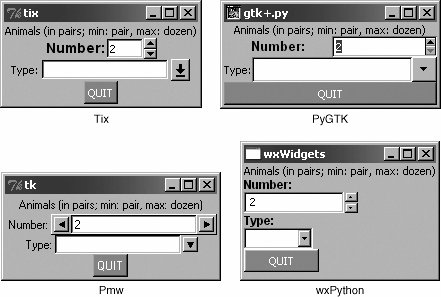 tix
Animals (in pairs; min: pair, max: dozen)
Number: 2
Type:
QUIT
Tix
gtk+.py
Animals (in pairs; min: pair, max: dozen)
Number: 2
Type:
QUIT
PyGTK
tk
Animals (in pairs; min: pair, max: dozen)
Number: 2
Type:
QUIT
Pmw
wxWidgets
Animals (in pairs; min: pair, max: dozen)
Number:
2
Type:
QUIT
wxPython